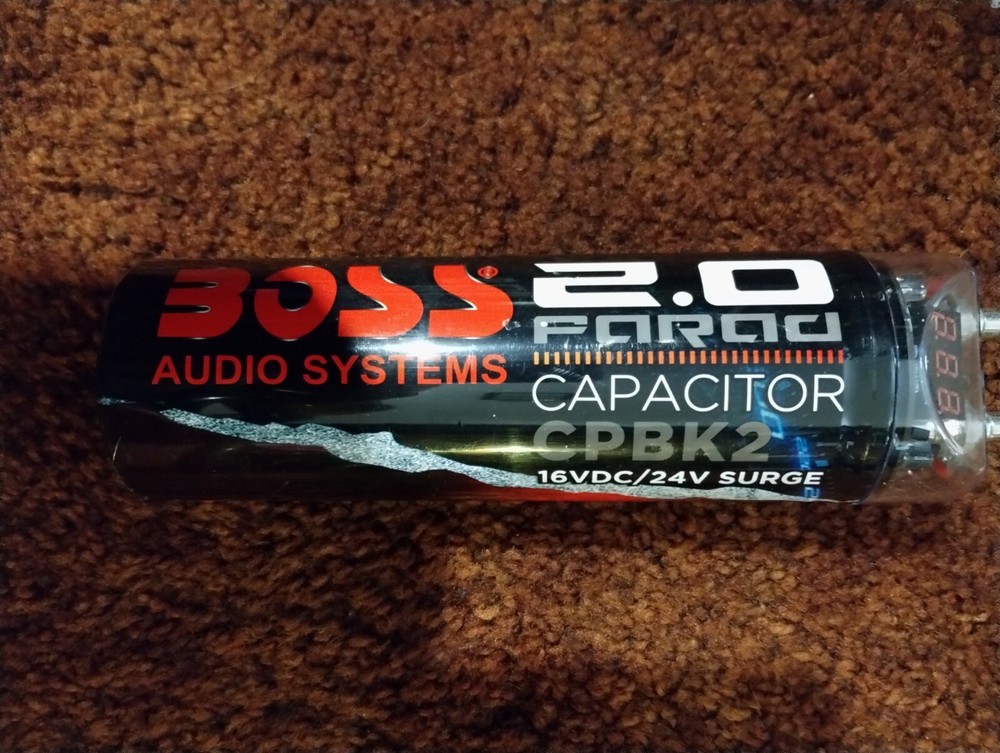 BOSS®
AUDIO SYSTEMS
2.0
FARAD
CAPACITOR
CPBK2
16VDC/24V SURGE